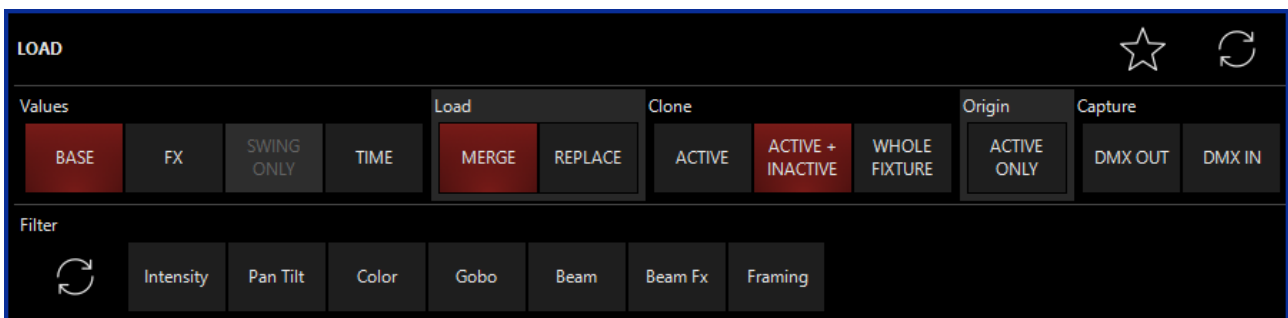 LOAD
Values Load Clone Origin Capture
BASE FX SWING ONLY TIME MERGE REPLACE ACTIVE ACTIVE + INACTIVE WHOLE FIXTURE ACTIVE ONLY DMX OUT DMX IN
Filter
Intensity Pan Tilt Color Gobo Beam Beam Fx Framing